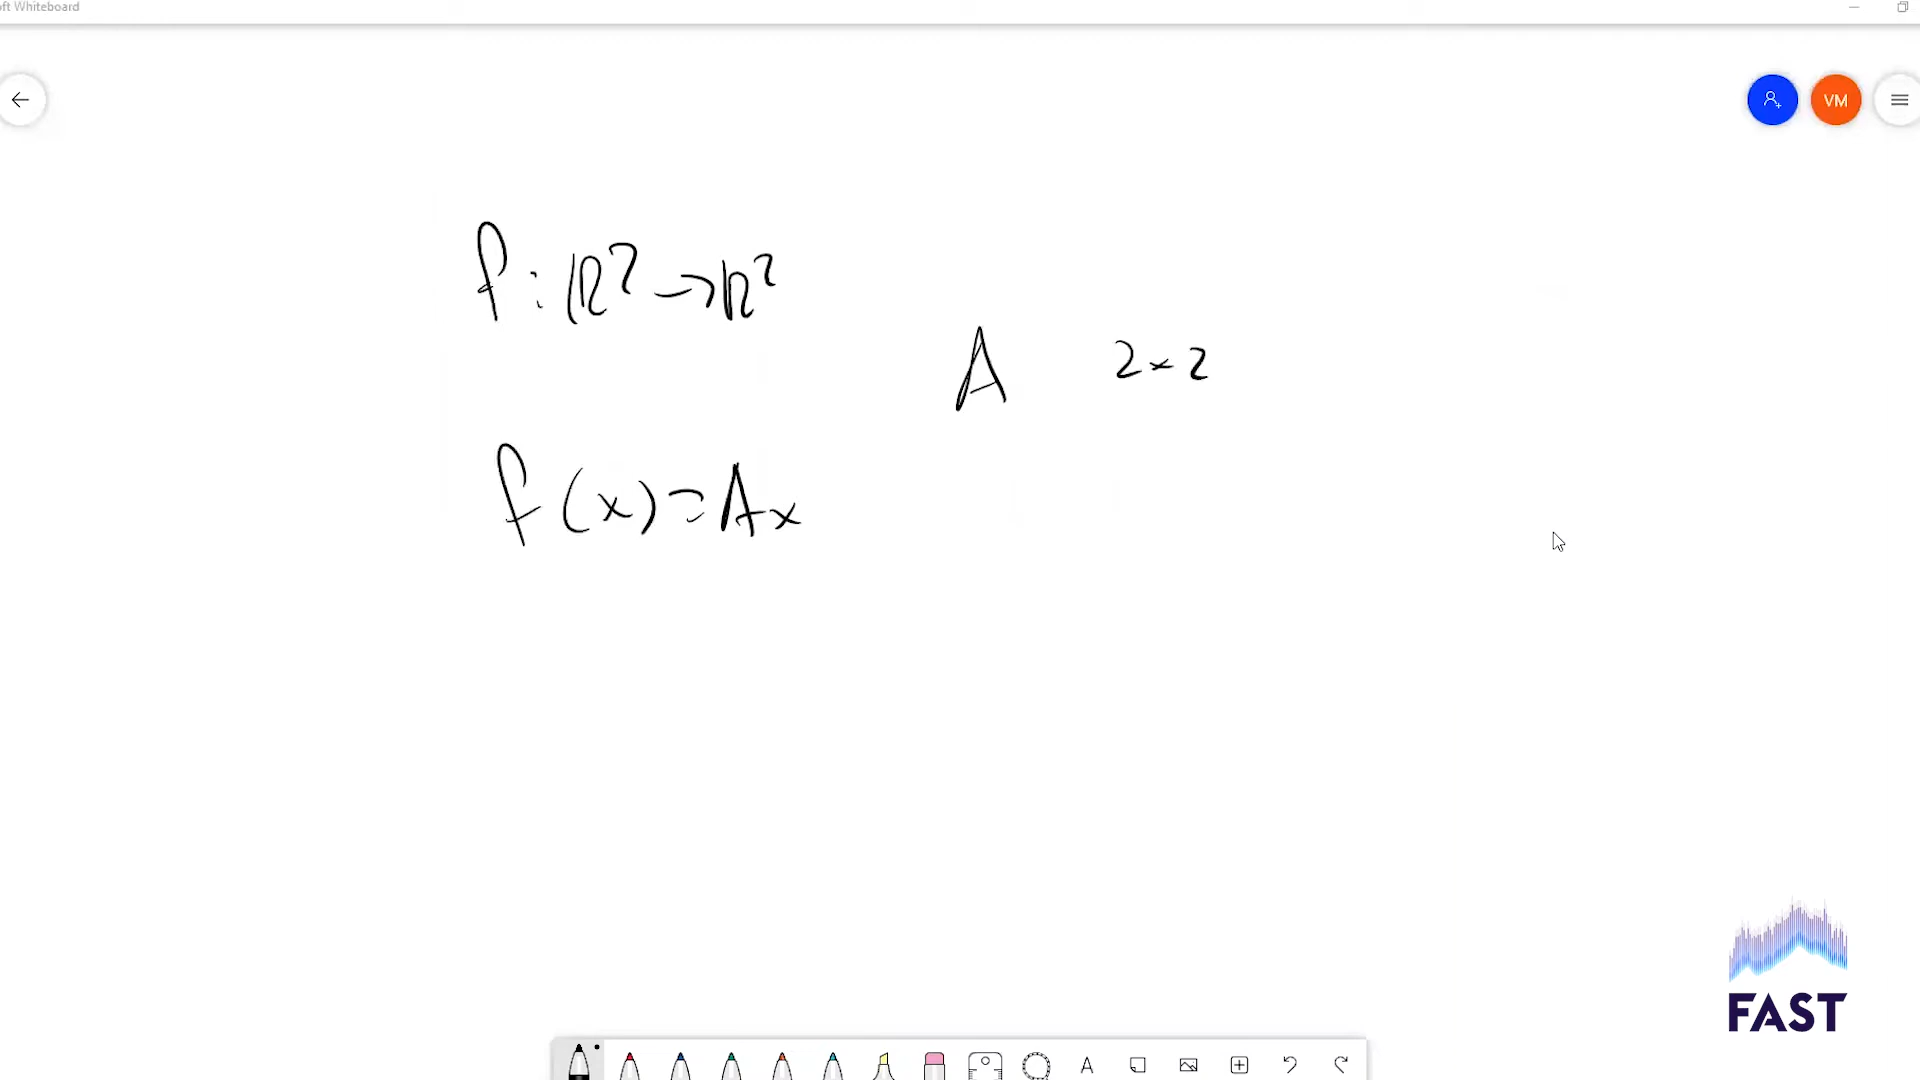 ft Whiteboard
VM
f : ℝ² → ℝ²
A 2 × 2
f (x) = Ax
A
FAST